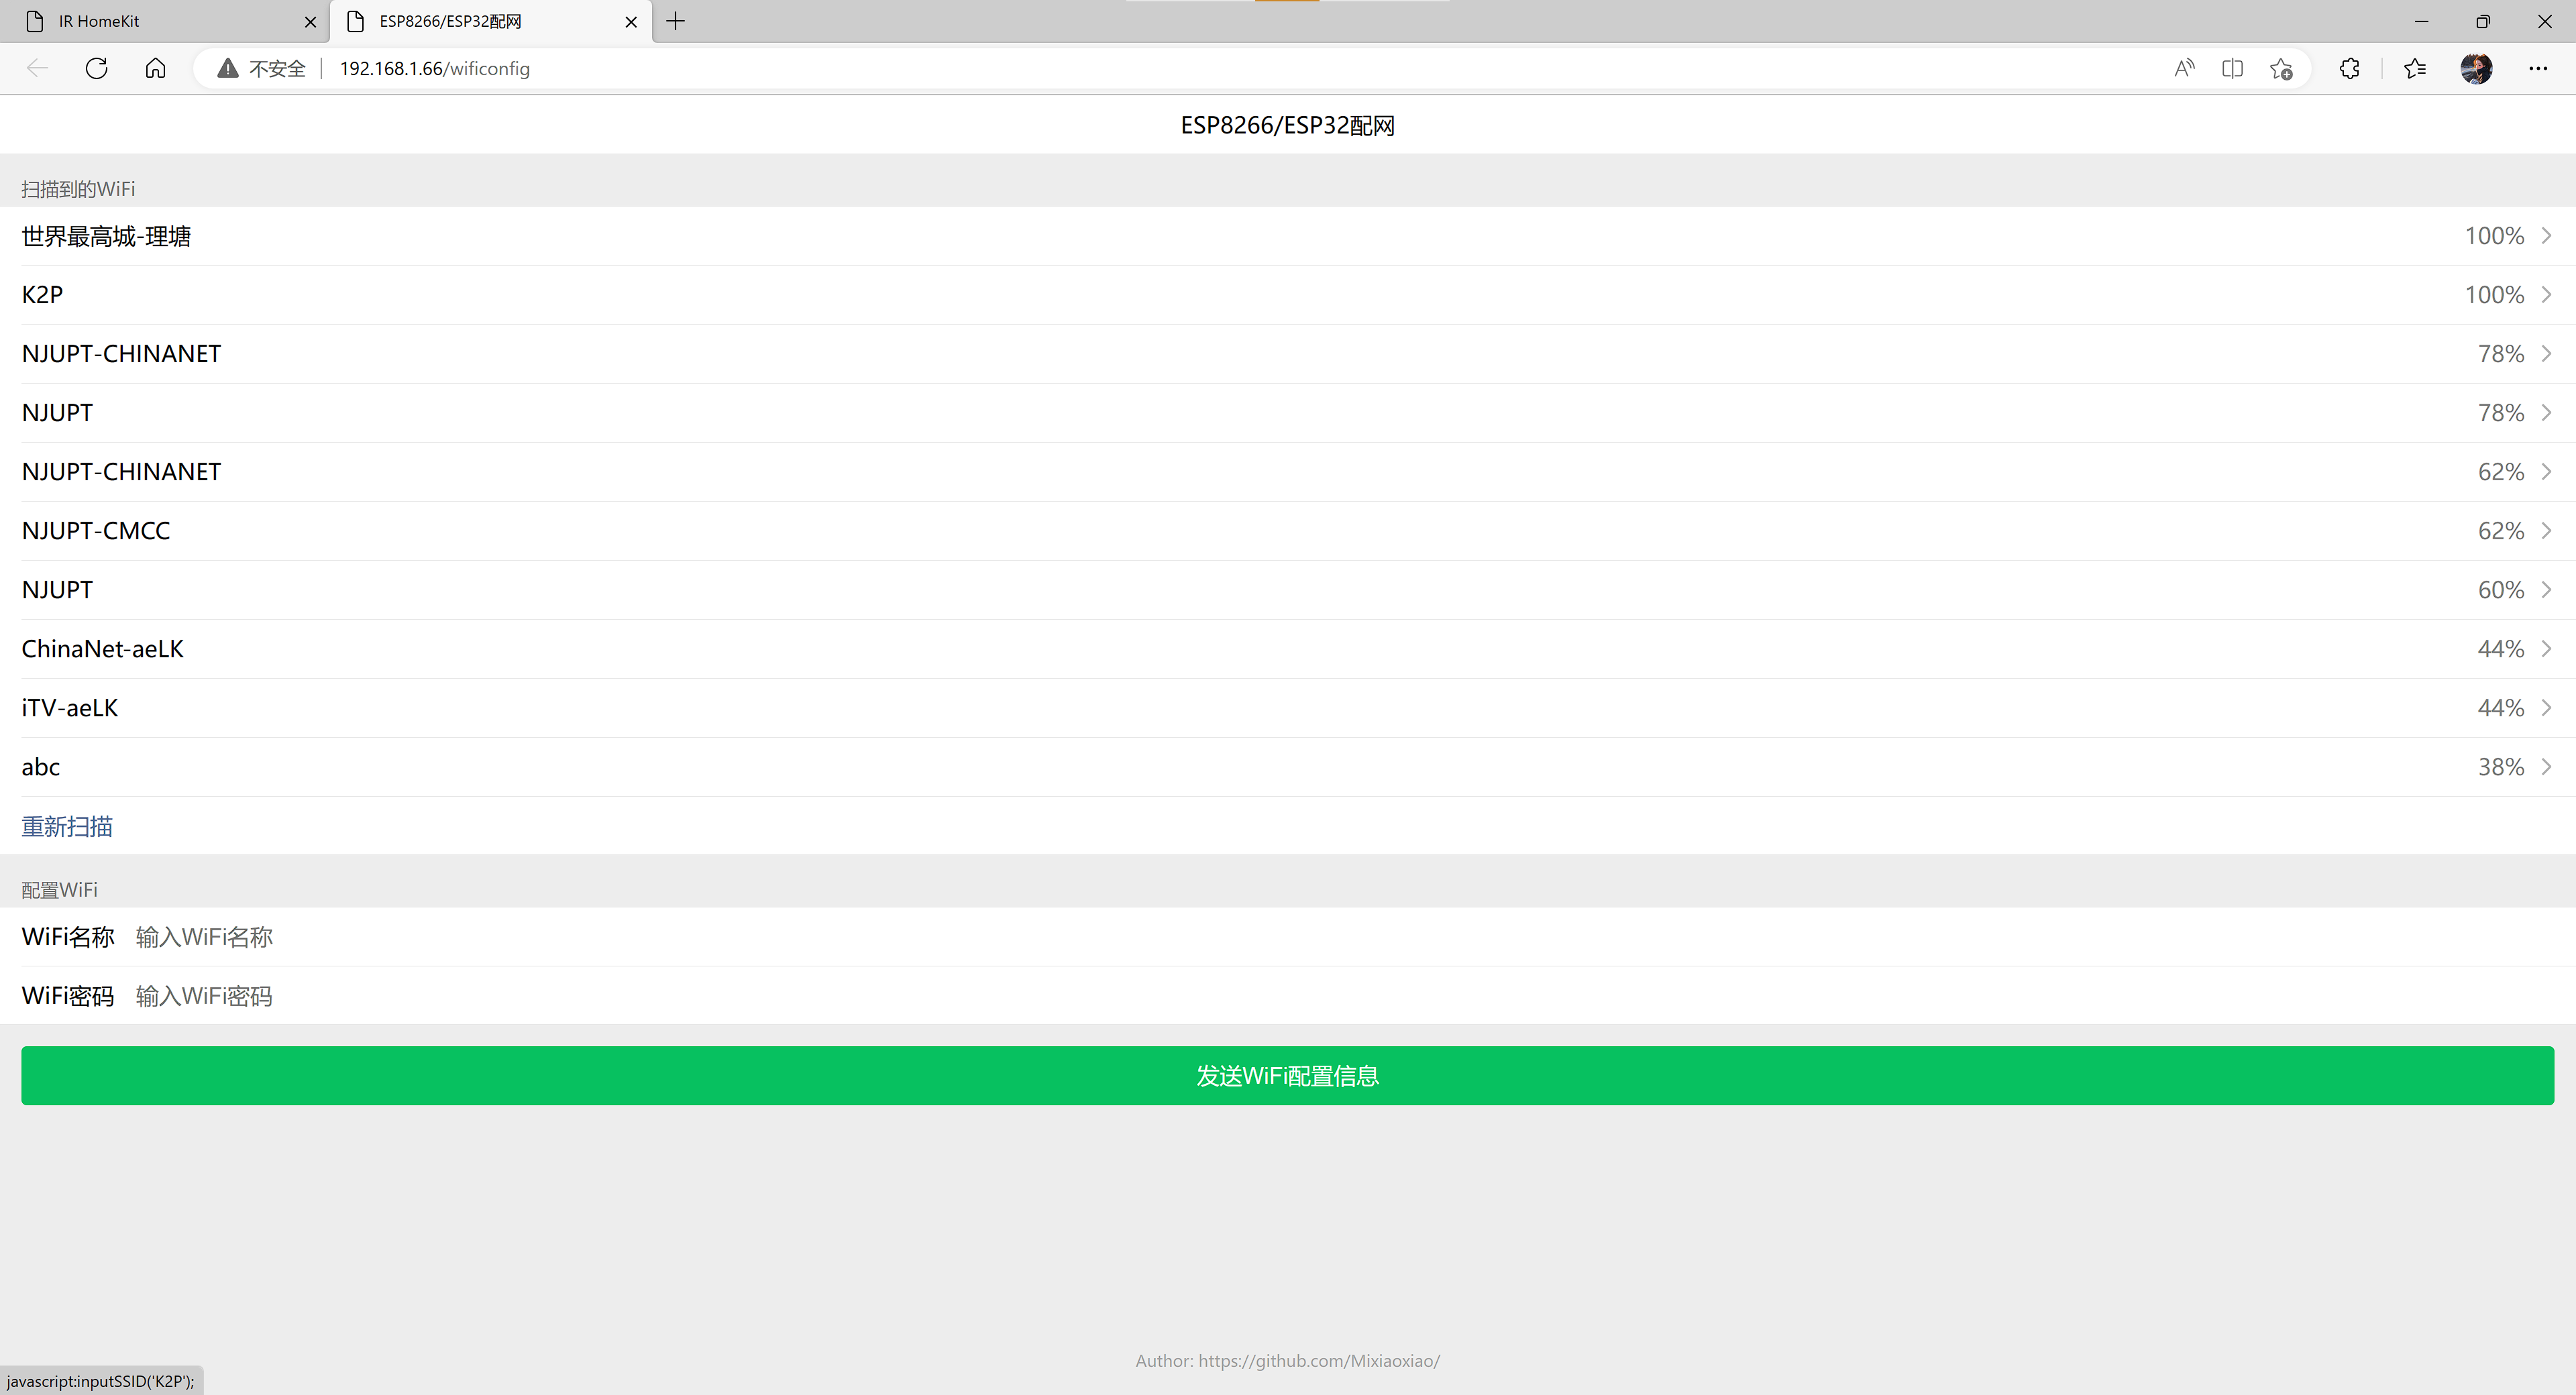 IR HomeKit
ESP8266/ESP32配网
不安全
192.168.1.66/wificonfig
ESP8266/ESP32配网
扫描到的WiFi
世界最高城-理塘 100%
K2P 100%
NJUPT-CHINANET 78%
NJUPT 78%
NJUPT-CHINANET 62%
NJUPT-CMCC 62%
NJUPT 60%
ChinaNet-aeLK 44%
iTV-aeLK 44%
abc 38%
重新扫描
配置WiFi
WiFi名称 输入WiFi名称
WiFi密码 输入WiFi密码
发送WiFi配置信息
Author: https://github.com/Mixiaoxiao/
javascript:inputSSID('K2P');